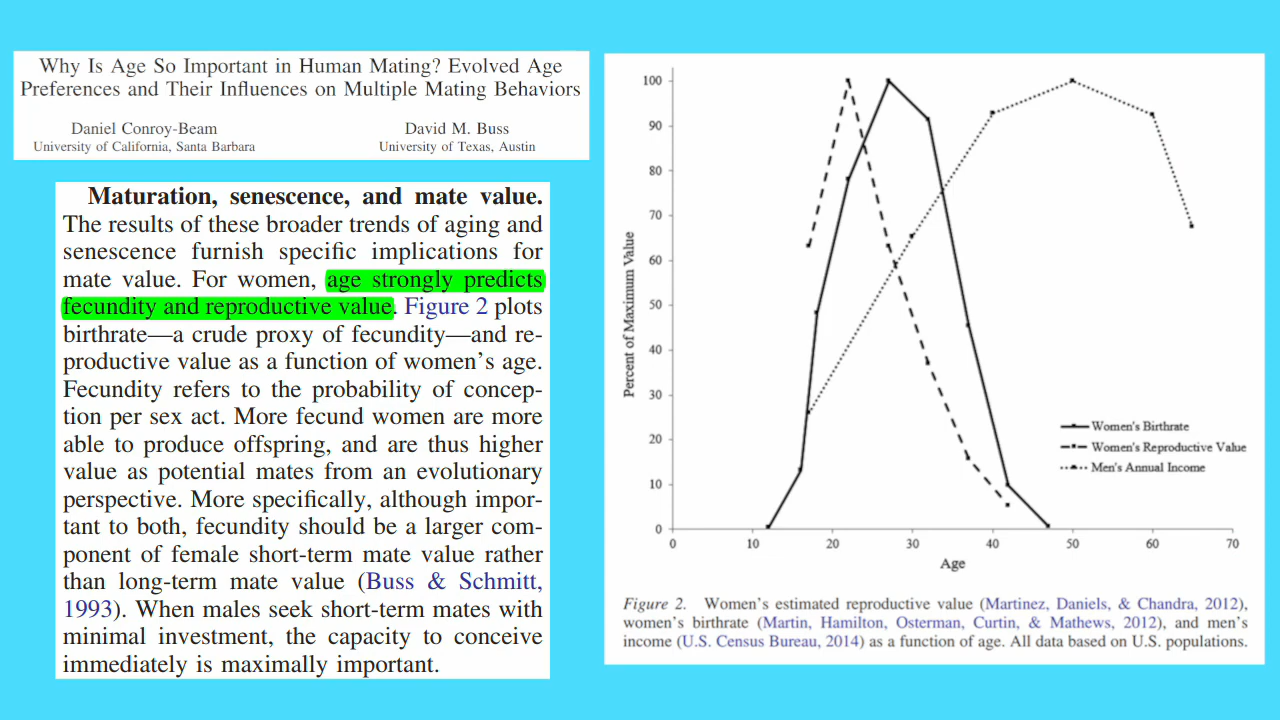 Why Is Age So Important in Human Mating? Evolved Age
Preferences and Their Influences on Multiple Mating Behaviors
Daniel Conroy-Beam
University of California, Santa Barbara
David M. Buss
University of Texas, Austin
Maturation, senescence, and mate value.
The results of these broader trends of aging and
senescence furnish specific implications for
mate value. For women, age strongly predicts
fecundity and reproductive value. Figure 2 plots
birthrate—a crude proxy of fecundity—and re-
productive value as a function of women's age.
Fecundity refers to the probability of concep-
tion per sex act. More fecund women are more
able to produce offspring, and are thus higher
value as potential mates from an evolutionary
perspective. More specifically, although impor-
tant to both, fecundity should be a larger com-
ponent of female short-term mate value rather
than long-term mate value (Buss & Schmitt,
1993). When males seek short-term mates with
minimal investment, the capacity to conceive
immediately is maximally important.
Percent of Maximum Value
100
90
80
70
60
50
40
30
20
10
0
0 10 20 30 40 50 60 70
Age
Women's Birthrate
Women's Reproductive Value
Men's Annual Income
Figure 2. Women's estimated reproductive value (Martinez, Daniels, & Chandra, 2012),
women's birthrate (Martin, Hamilton, Osterman, Curtin, & Mathews, 2012), and men's
income (U.S. Census Bureau, 2014) as a function of age. All data based on U.S. populations.